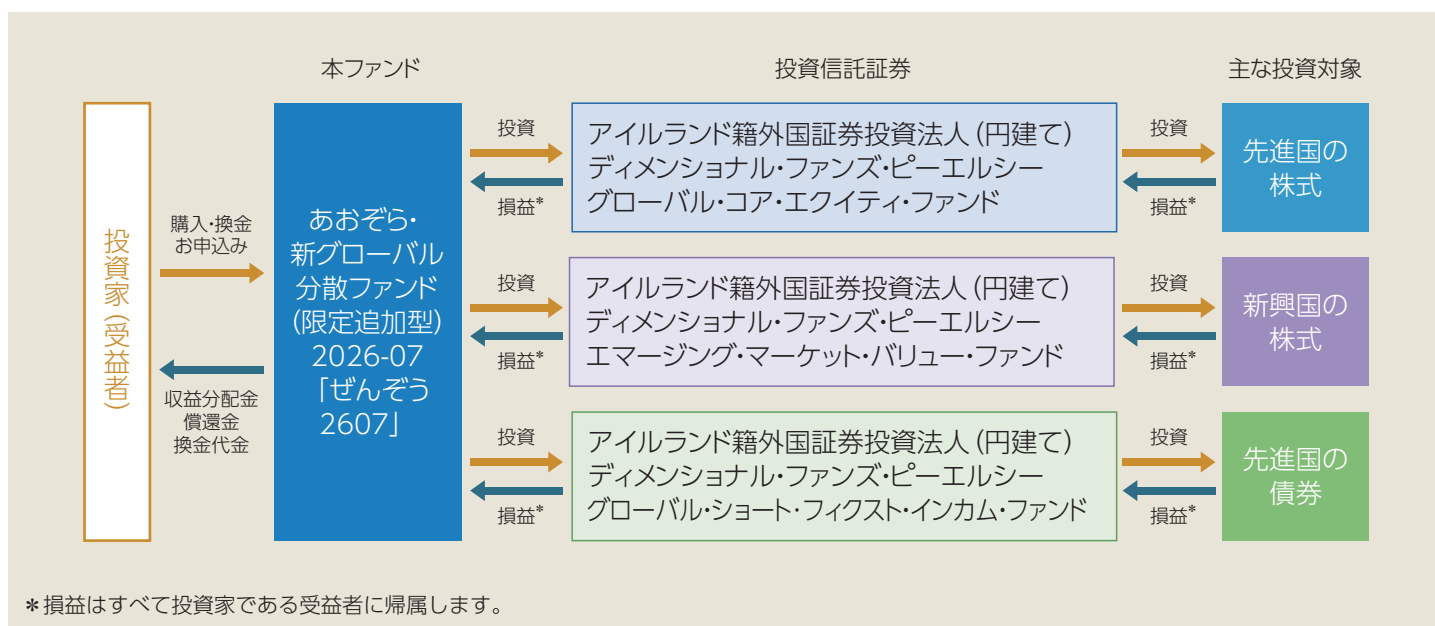 本ファンド
投資信託証券
主な投資対象
投資家（受益者）
購入・換金
お申込み
収益分配金
償還金
換金代金
あおぞら・
新グローバル
分散ファンド
（限定追加型）
2026-07
「ぜんぞう
2607」
投資
損益*
アイルランド籍外国証券投資法人（円建て）
ディメンショナル・ファンズ・ピーエルシー
グローバル・コア・エクイティ・ファンド
投資
損益*
先進国の
株式
投資
損益*
アイルランド籍外国証券投資法人（円建て）
ディメンショナル・ファンズ・ピーエルシー
エマージング・マーケット・バリュー・ファンド
投資
損益*
新興国の
株式
投資
損益*
アイルランド籍外国証券投資法人（円建て）
ディメンショナル・ファンズ・ピーエルシー
グローバル・ショート・フィクスト・インカム・ファンド
投資
損益*
先進国の
債券
*損益はすべて投資家である受益者に帰属します。